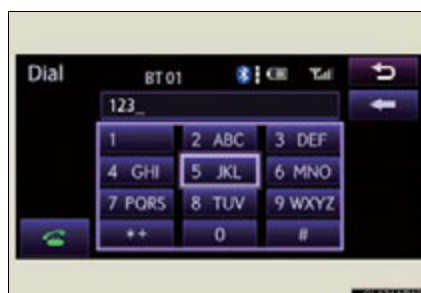 Dial BT 01
123_
1 2 ABC 3 DEF
4 GHI 5 JKL 6 MNO
7 PQRS 8 TUV 9 WXYZ
*+ 0 #